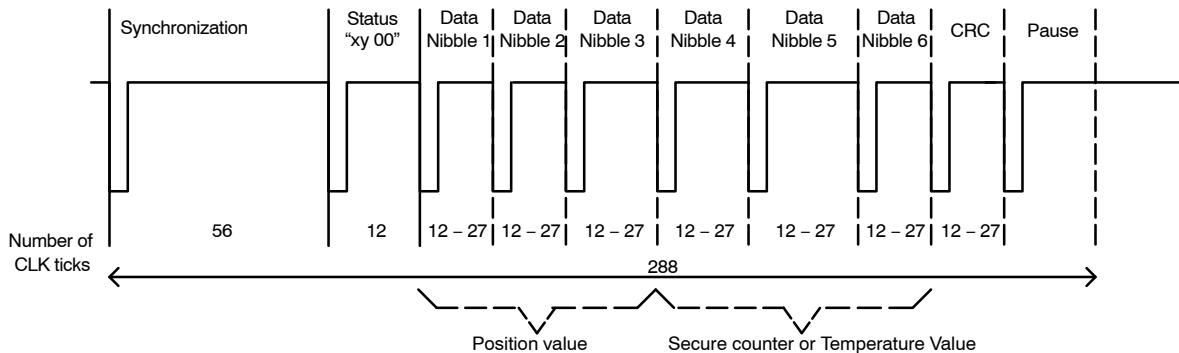 Synchronization
Status
“xy 00”
Data
Nibble 1
Data
Nibble 2
Data
Nibble 3
Data
Nibble 4
Data
Nibble 5
Data
Nibble 6
CRC
Pause
Number of
CLK ticks
56
12
12 – 27
12 – 27
12 – 27
12 – 27
12 – 27
12 – 27
12 – 27
288
Position value
Secure counter or Temperature Value